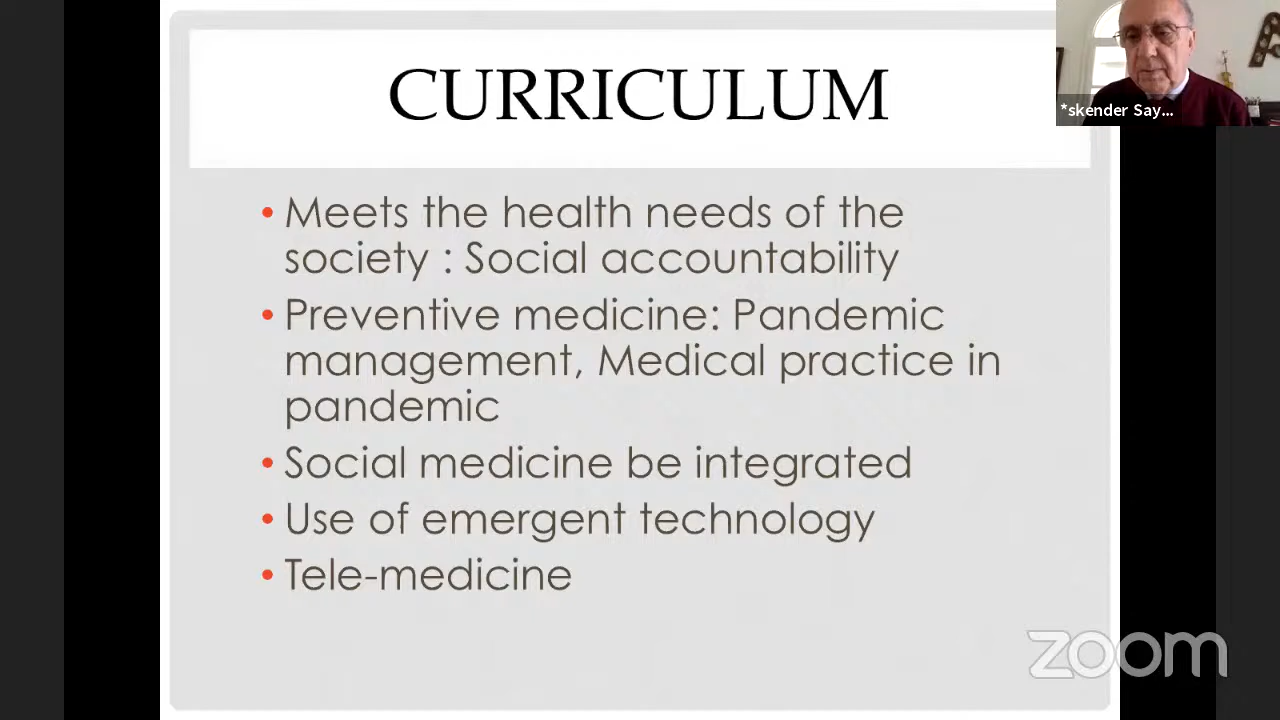 CURRICULUM
*skender Say...
• Meets the health needs of the
society : Social accountability
• Preventive medicine: Pandemic
management, Medical practice in
pandemic
• Social medicine be integrated
• Use of emergent technology
• Tele-medicine
zoom